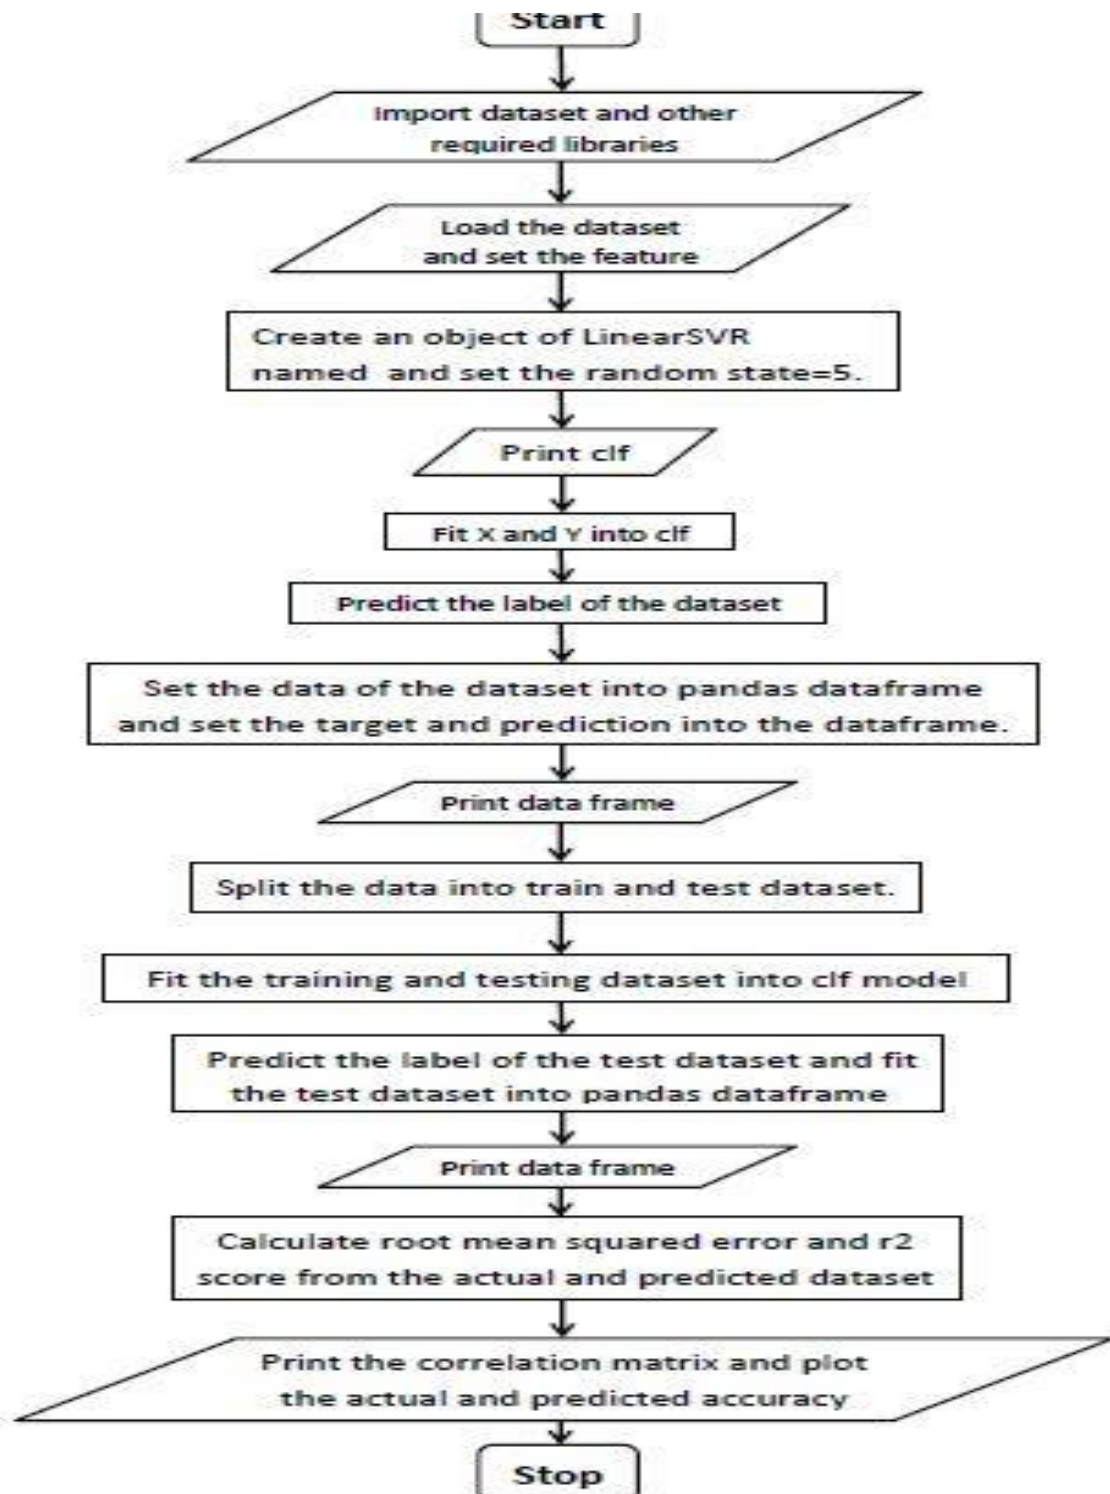 Start
Import dataset and other
required libraries
Load the dataset
and set the feature
Create an object of LinearSVR
named and set the random state=5.
Print clf
Fit X and Y into clf
Predict the label of the dataset
Set the data of the dataset into pandas dataframe
and set the target and prediction into the dataframe.
Print data frame
Split the data into train and test dataset.
Fit the training and testing dataset into clf model
Predict the label of the test dataset and fit
the test dataset into pandas dataframe
Print data frame
Calculate root mean squared error and r2
score from the actual and predicted dataset
Print the correlation matrix and plot
the actual and predicted accuracy
Stop